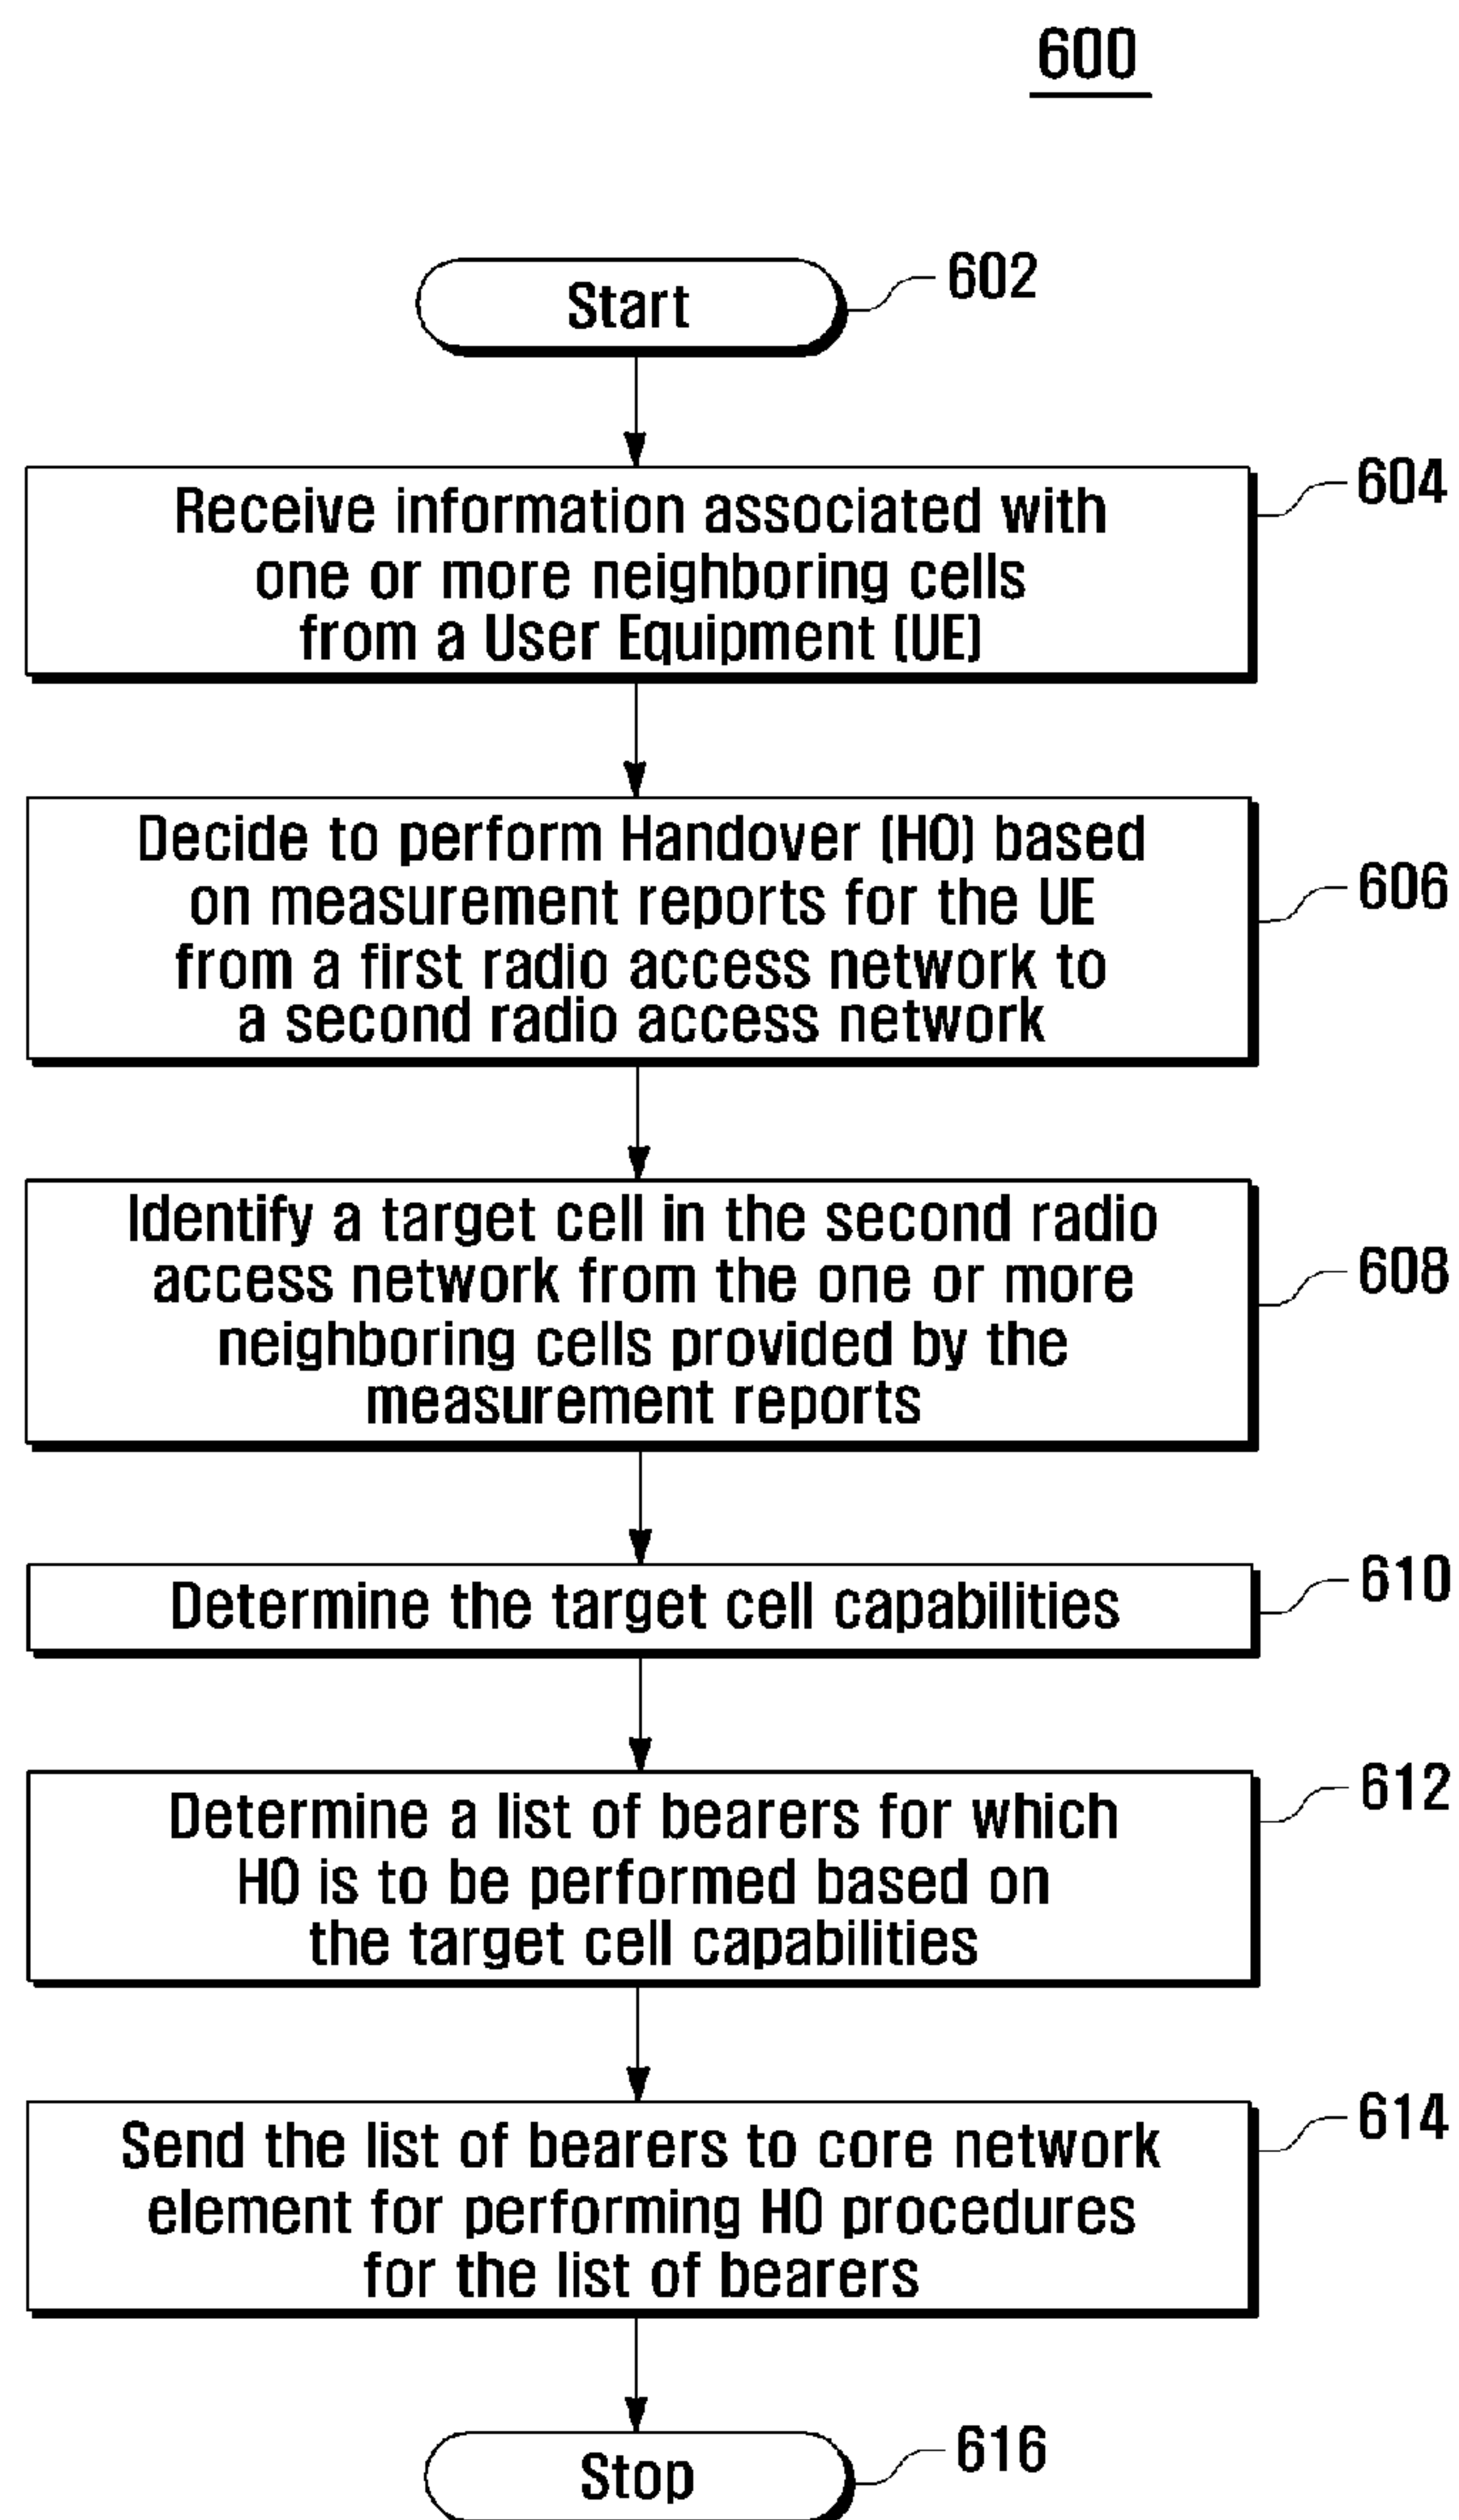 600
Start
602
Receive information associated with
one or more neighboring cells
from a User Equipment (UE)
604
Decide to perform Handover (HO) based
on measurement reports for the UE
from a first radio access network to
a second radio access network
606
Identify a target cell in the second radio
access network from the one or more
neighboring cells provided by the
measurement reports
608
Determine the target cell capabilities
610
Determine a list of bearers for which
HO is to be performed based on
the target cell capabilities
612
Send the list of bearers to core network
element for performing HO procedures
for the list of bearers
614
Stop
616